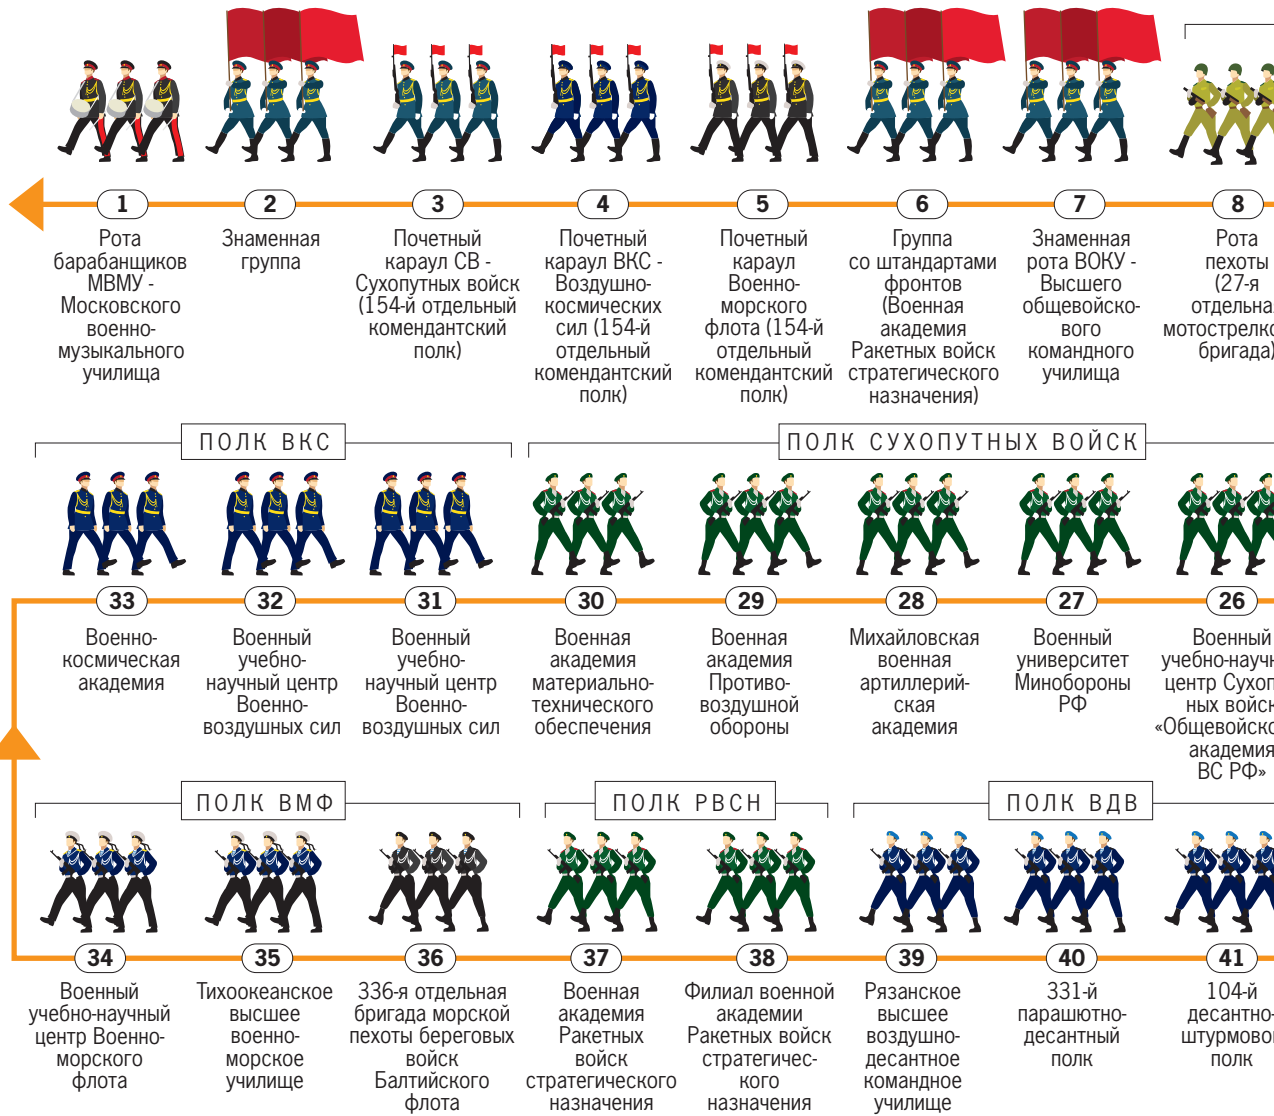 1
Рота
барабанщиков
МВМУ -
Московского
военно-
музыкального
училища
2
Знаменная
группа
3
Почетный
караул СВ -
Сухопутных войск
(154-й отдельный
комендантский
полк)
4
Почетный
караул ВКС -
Воздушно-
космических
сил (154-й
отдельный
комендантский
полк)
5
Почетный
караул
Военно-
морского
флота (154-й
отдельный
комендантский
полк)
6
Группа
со штандартами
фронтов
(Военная
академия
Ракетных войск
стратегического
назначения)
7
Знаменная
рота ВОКУ -
Высшего
общевойско-
вого
командного
училища
8
Рота
пехоты
(27-я
бригада)
ПОЛК ВКС
33
Военно-
космическая
академия
32
Военный
учебно-
научный центр
Военно-
воздушных сил
31
Военный
учебно-
научный центр
Военно-
воздушных сил
ПОЛК СУХОПУТНЫХ ВОЙСК
30
Военная
академия
материально-
технического
обеспечения
29
Военная
академия
Противо-
воздушной
обороны
28
Михайловская
военная
артиллерий-
ская
академия
27
Военный
университет
Минобороны
РФ
26
Военный
центр
ных войск
академия
ВС РФ»
ПОЛК ВМФ
34
Военный
учебно-научный
центр Военно-
морского
флота
35
Тихоокеанское
высшее
военно-
морское
училище
36
336-я отдельная
бригада морской
пехоты береговых
войск
Балтийского
флота
ПОЛК РВСН
37
Военная
академия
Ракетных
войск
стратегического
назначения
38
Филиал военной
академии
Ракетных войск
стратегичес-
кого
назначения
ПОЛК ВДВ
39
Рязанское
высшее
воздушно-
десантное
командное
училище
40
331-й
парашютно-
десантный
полк
41
104-й
десантно-
полк